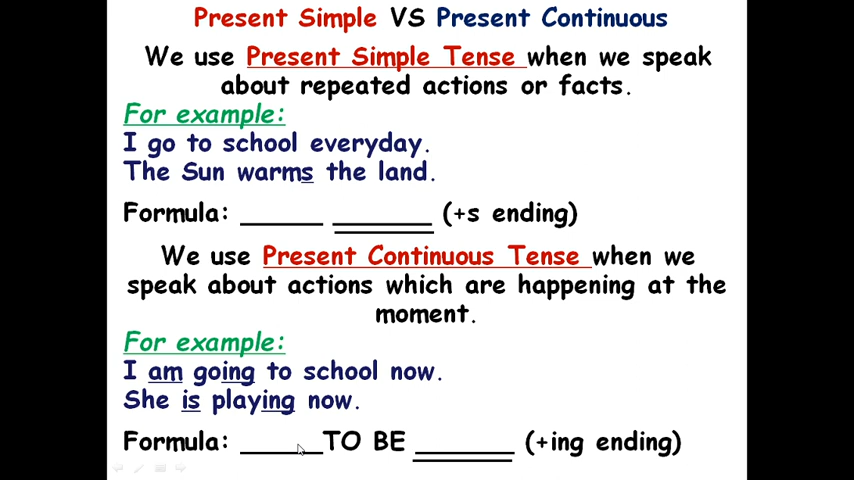 Present Simple VS Present Continuous
We use Present Simple Tense when we speak
about repeated actions or facts.
For example:
I go to school everyday.
The Sun warms the land.
Formula: _____ ______ (+s ending)
We use Present Continuous Tense when we
speak about actions which are happening at the
moment.
For example:
I am going to school now.
She is playing now.
Formula: _____TO BE ______ (+ing ending)